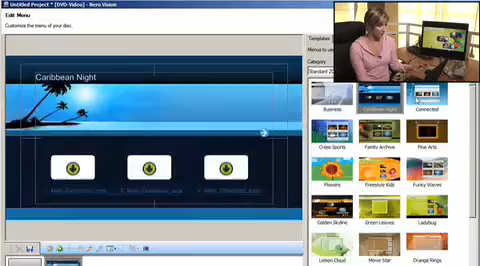 Untitled Project * [DVD-Video] - Nero Vision
Edit Menu
Customize the menu of your disc.
Templates
Menus to use
Category:
Standard 2D
Caribbean Night
Business
Caribbean Night
Connected
Cross Sports
Family Archive
Fine Arts
Flowers
Freestyle Kids
Funky Waves
Golden Skyline
Green Leaves
Ladybug
Lemon Cloud
Movie Star
Orange Rings